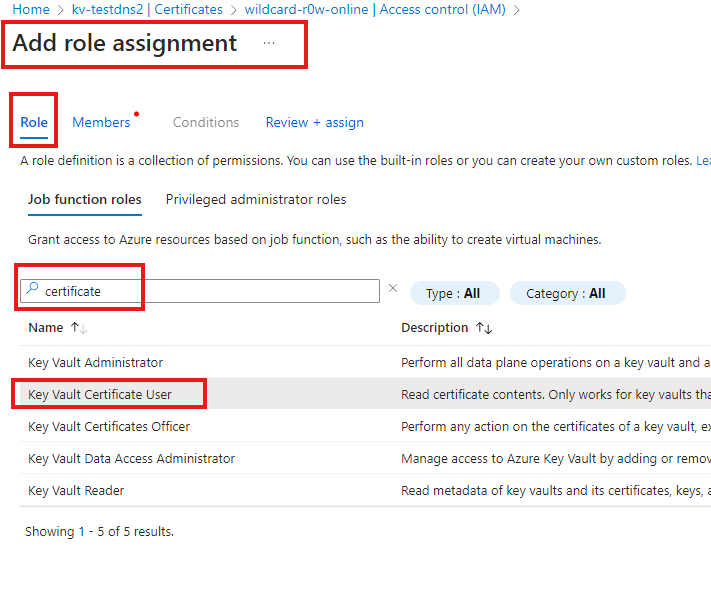 Home > kv-testdns2 | Certificates > wildcard-r0w-online | Access control (IAM) >
Add role assignment ...
Role Members Conditions Review + assign
A role definition is a collection of permissions. You can use the built-in roles or you can create your own custom roles. Lea
Job function roles Privileged administrator roles
Grant access to Azure resources based on job function, such as the ability to create virtual machines.
certificate Type : All Category : All
Name ↑↓ Description ↑↓
Key Vault Administrator Perform all data plane operations on a key vault and a
Key Vault Certificate User Read certificate contents. Only works for key vaults tha
Key Vault Certificates Officer Perform any action on the certificates of a key vault, ex
Key Vault Data Access Administrator Manage access to Azure Key Vault by adding or remov
Key Vault Reader Read metadata of key vaults and its certificates, keys, a
Showing 1 - 5 of 5 results.